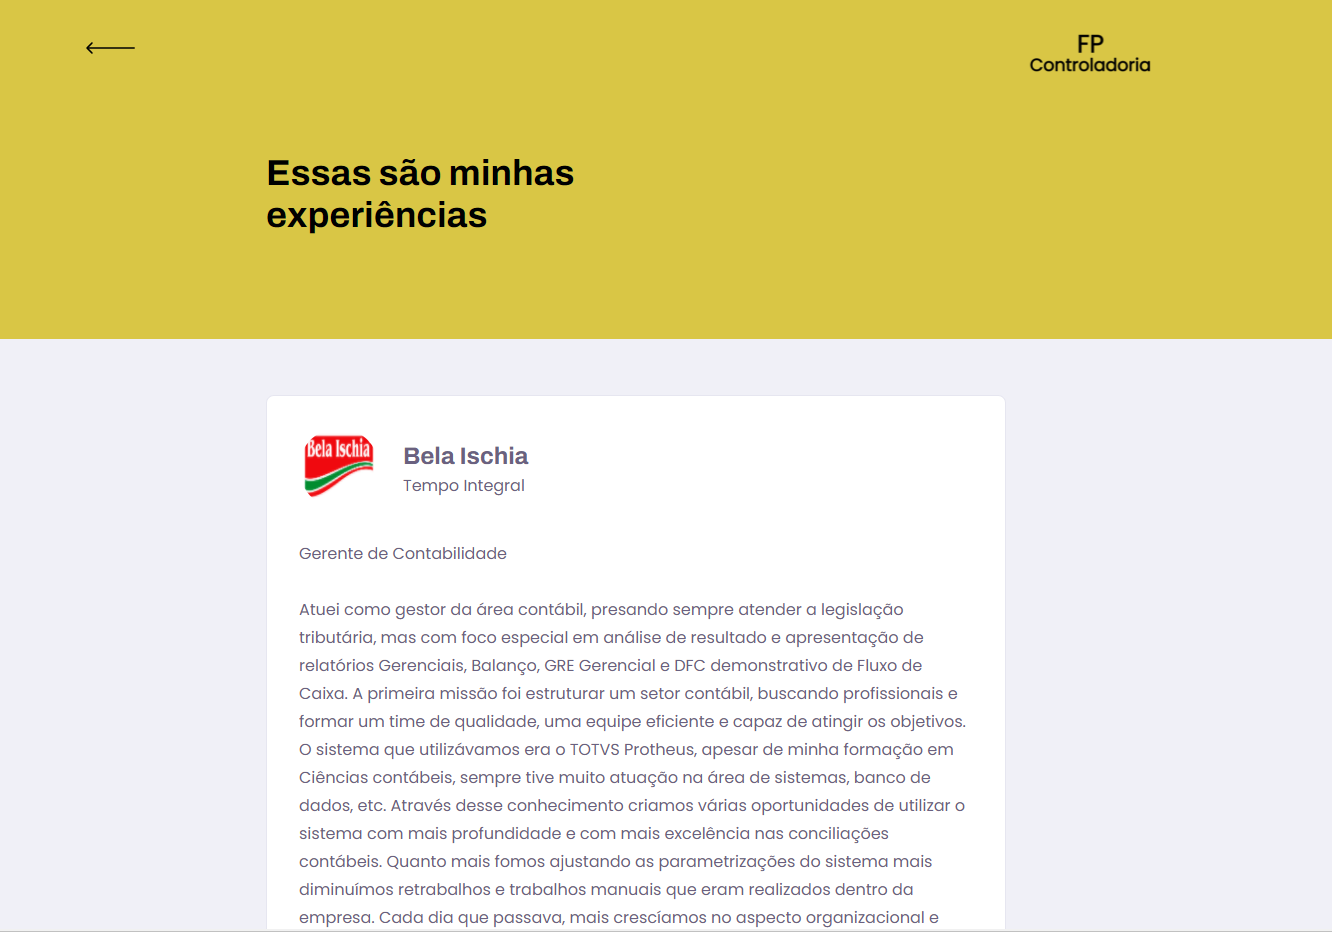 FP
Controladoria
Essas são minhas
experiências
Bela Ischia
Bela Ischia
Tempo Integral
Gerente de Contabilidade
Atuei como gestor da área contábil, presando sempre atender a legislação
tributária, mas com foco especial em análise de resultado e apresentação de
relatórios Gerenciais, Balanço, GRE Gerencial e DFC demonstrativo de Fluxo de
Caixa. A primeira missão foi estruturar um setor contábil, buscando profissionais e
formar um time de qualidade, uma equipe eficiente e capaz de atingir os objetivos.
O sistema que utilizávamos era o TOTVS Protheus, apesar de minha formação em
Ciências contábeis, sempre tive muito atuação na área de sistemas, banco de
dados, etc. Através desse conhecimento criamos várias oportunidades de utilizar o
sistema com mais profundidade e com mais excelência nas conciliações
contábeis. Quanto mais fomos ajustando as parametrizações do sistema mais
diminuímos retrabalhos e trabalhos manuais que eram realizados dentro da
empresa. Cada dia que passava, mais crescíamos no aspecto organizacional e